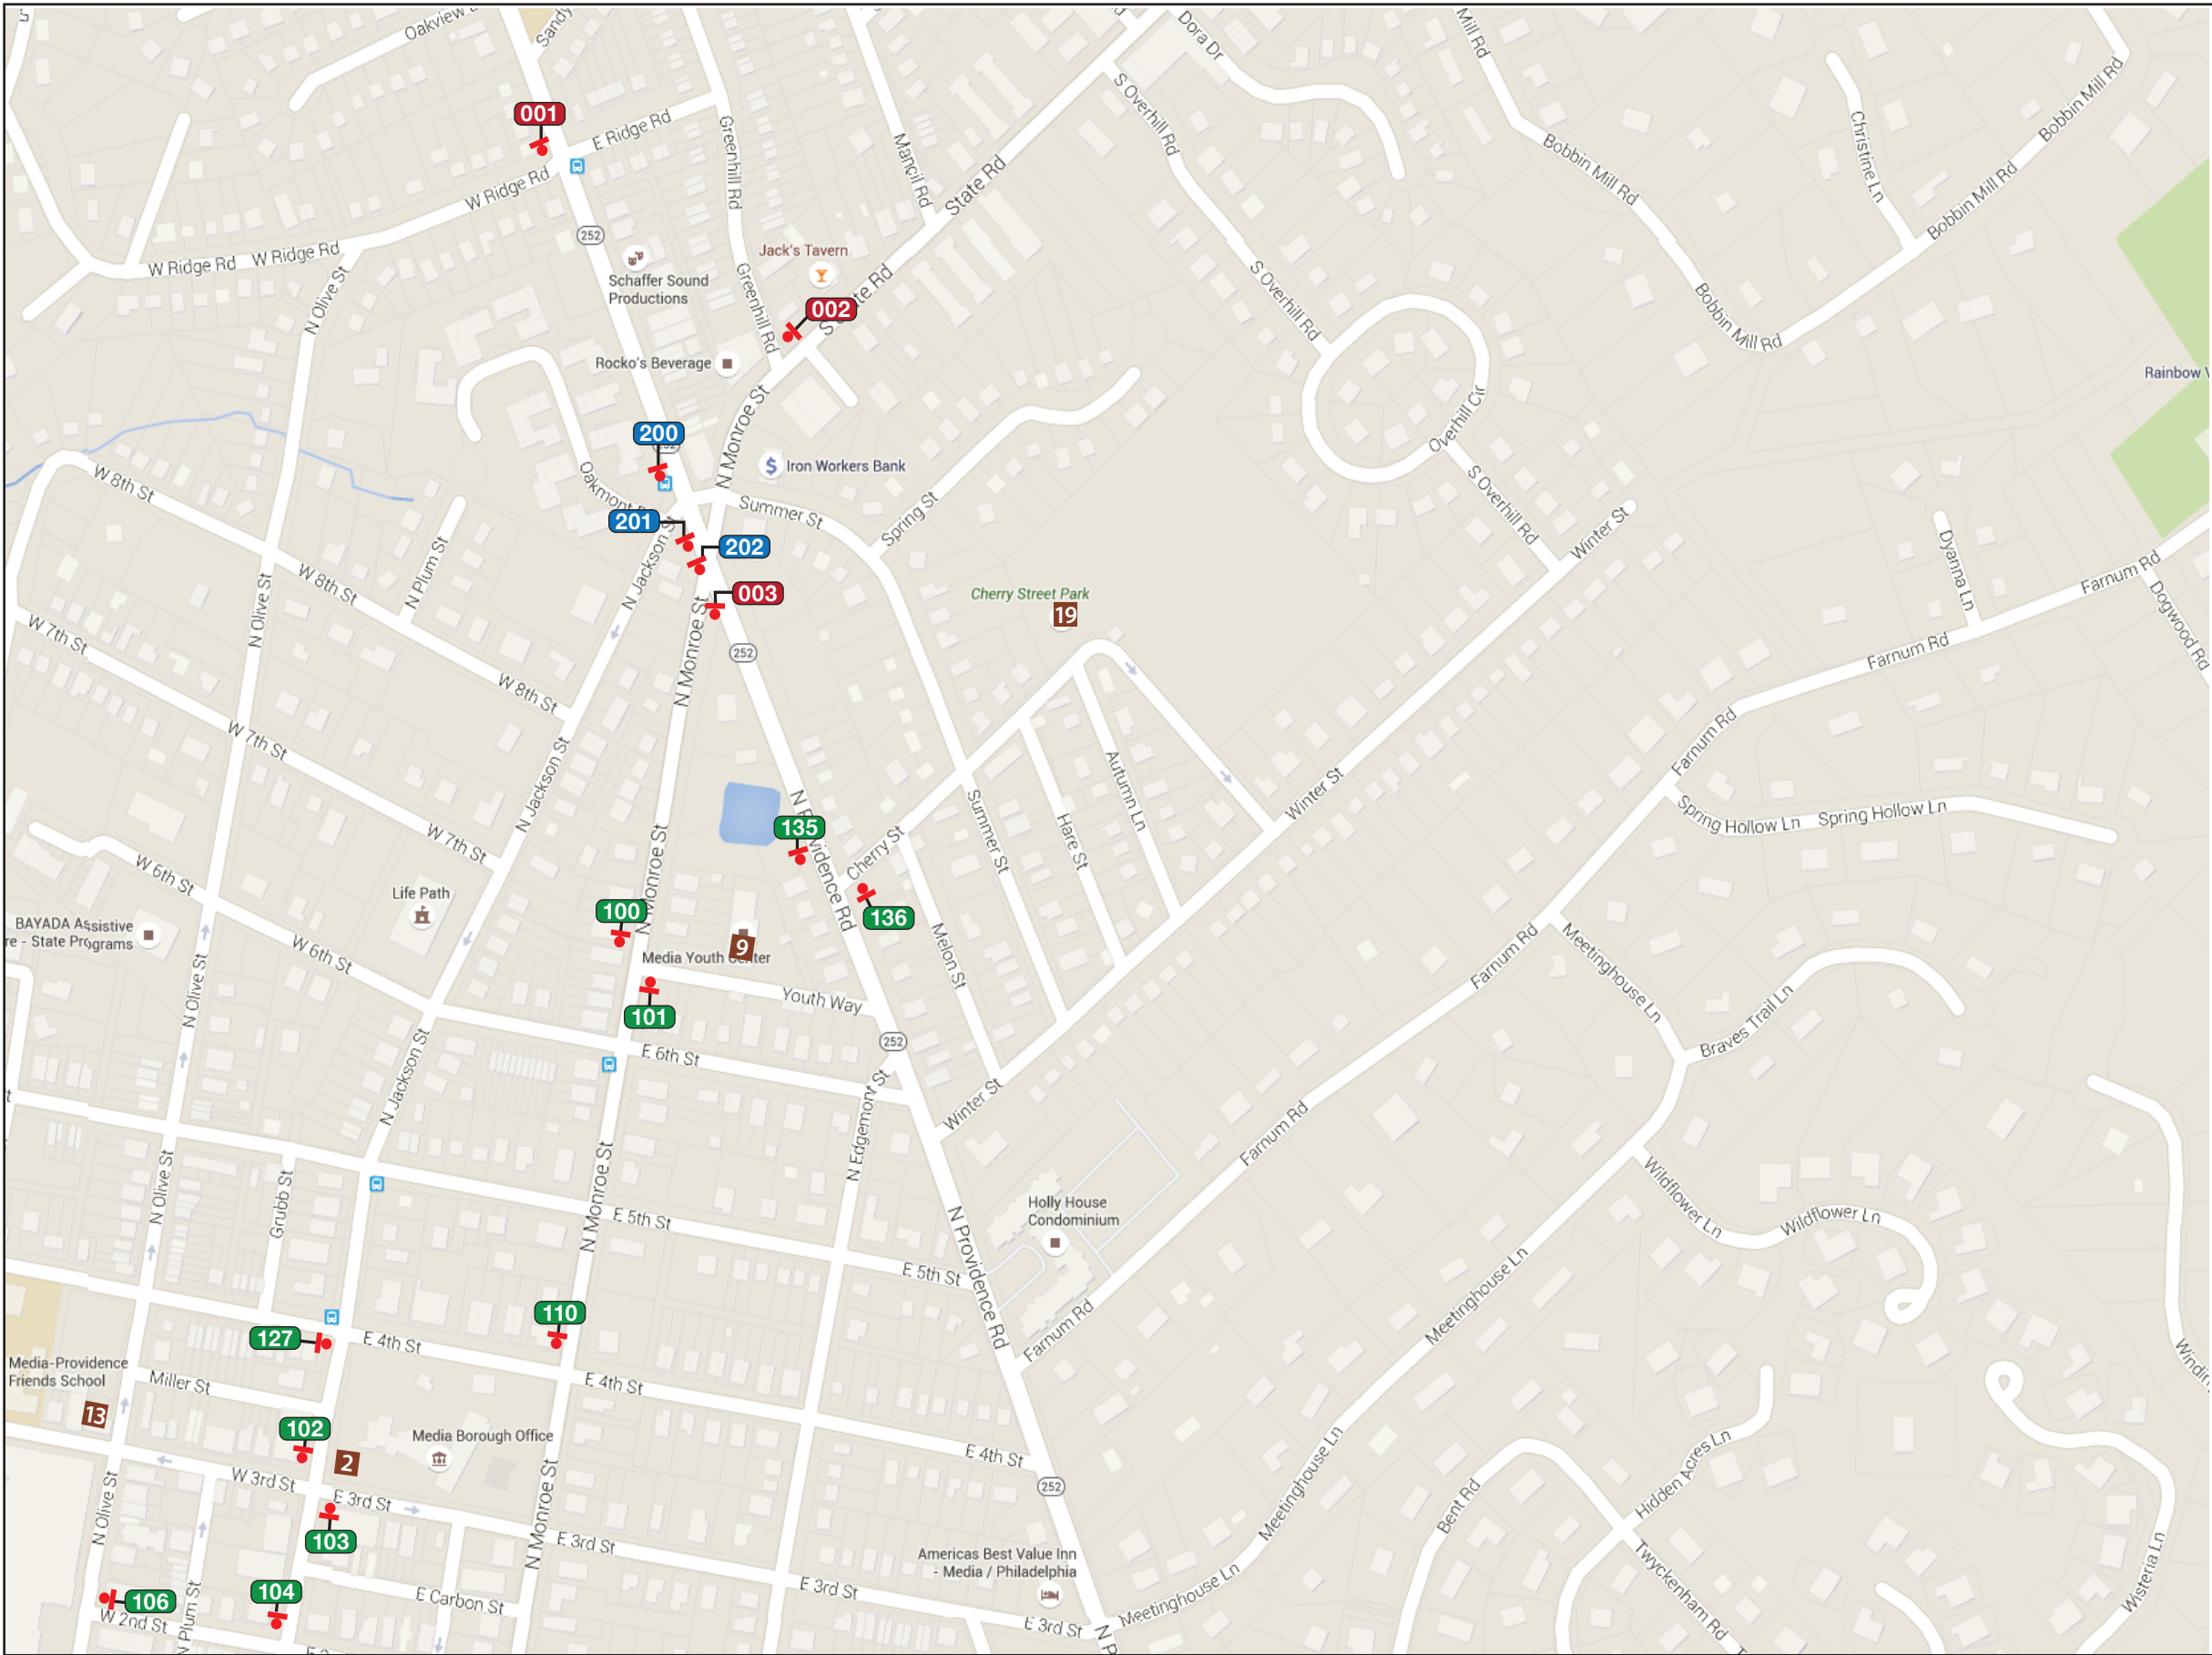 Oakview
Sandy
Dora Dr
Mill Rd
001
E Ridge Rd
W Ridge Rd
Greenhill Rd
Mancil Rd
State Rd
S Overhill Rd
Bobbin Mill Rd
Christine Ln
Bobbin Mill Rd
Bobbin Mill Rd
W Ridge Rd
W Ridge Rd
252
N Olive St
Schaffer Sound
Productions
Greenhill Rd
Jack's Tavern
002
S Overhill Rd
Bobbin Mill Rd
Rocko's Beverage
Rainbow
N Monroe St
200
Iron Workers Bank
Overhill Cir
S Overhill Rd
W 8th St
Oakmont
201
Summer St
Spring St
Winter St
202
N Plum St
W 8th St
N Jackson St
003
Cherry Street Park
19
Dyanna Ln
Farnum Rd
Dogwood Rd
N Olive St
W 7th St
252
N Monroe St
Farnum Rd
W 8th St
W 7th St
N Jackson St
Farnum Rd
Autumn Ln
Winter St
Spring Hollow Ln
Spring Hollow Ln
135
N Providence Rd
Summer St
Hare St
Cherry St
W 7th St
N Monroe St
W 6th St
Life Path
100
136
BAYADA Assistive
re - State Programs
W 6th St
9
Media Youth Center
Melon St
Farnum Rd
Meetinghouse Ln
N Olive St
101
Youth Way
Braves Trail Ln
252
E 6th St
N Jackson St
N Edgemont St
Winter St
Farnum Rd
N Olive St
Grubb St
N Monroe St
E 5th St
N Providence Rd
Holly House
Condominium
Wildflower Ln
Wildflower Ln
E 5th St
Meetinghouse Ln
110
127
E 4th St
Farnum Rd
Media-Providence
Friends School
Miller St
E 4th St
13
102
2
Media Borough Office
E 4th St
Meetinghouse Ln
Hidden Acres Ln
W 3rd St
E 3rd St
252
Bent Rd
N Olive St
103
N Monroe St
E 3rd St
Americas Best Value Inn
- Media / Philadelphia
Twyckenham Rd
Wisteria Ln
106
104
E Carbon St
E 3rd St
Meetinghouse Ln
W 2nd St
N Plum St
E 3rd St
N P